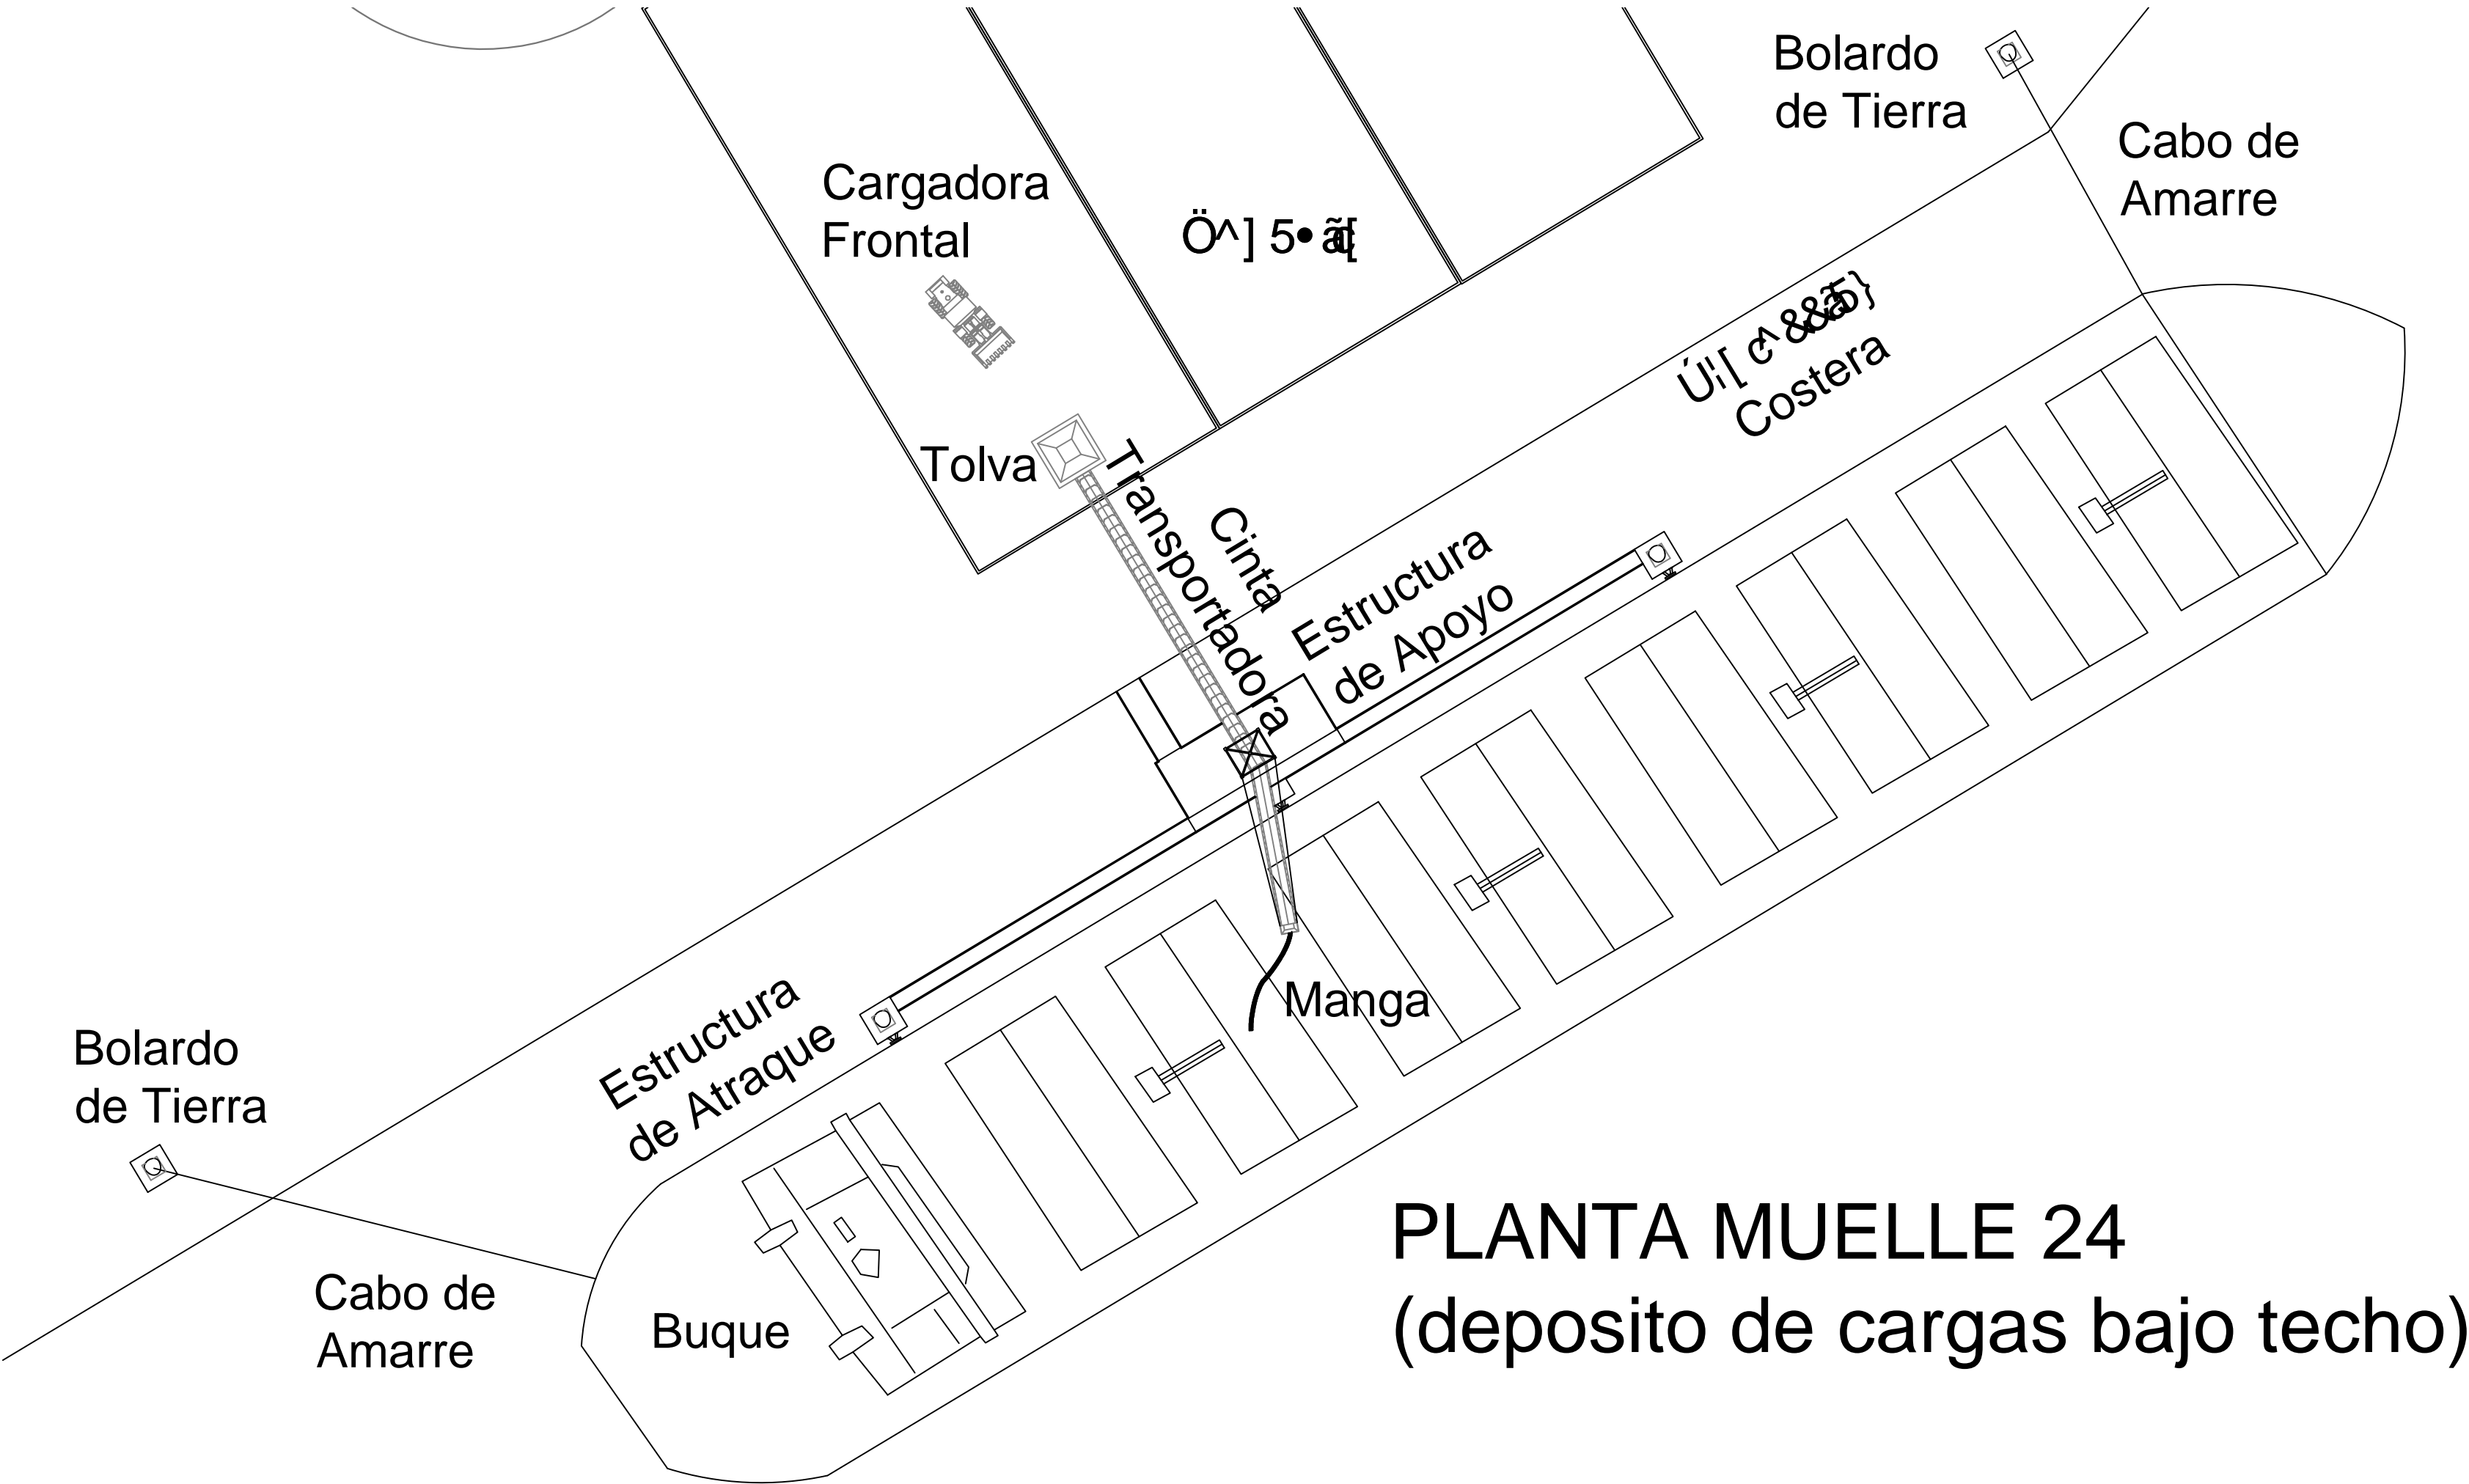 Bolardo
de Tierra
Cabo de
Amarre
Cargadora
Frontal
Costera
Tolva
Cinta
Transportadora
Estructura
de Apoyo
Manga
Estructura
de Atraque
Bolardo
de Tierra
Cabo de
Amarre
Buque
PLANTA MUELLE 24
(deposito de cargas bajo techo)